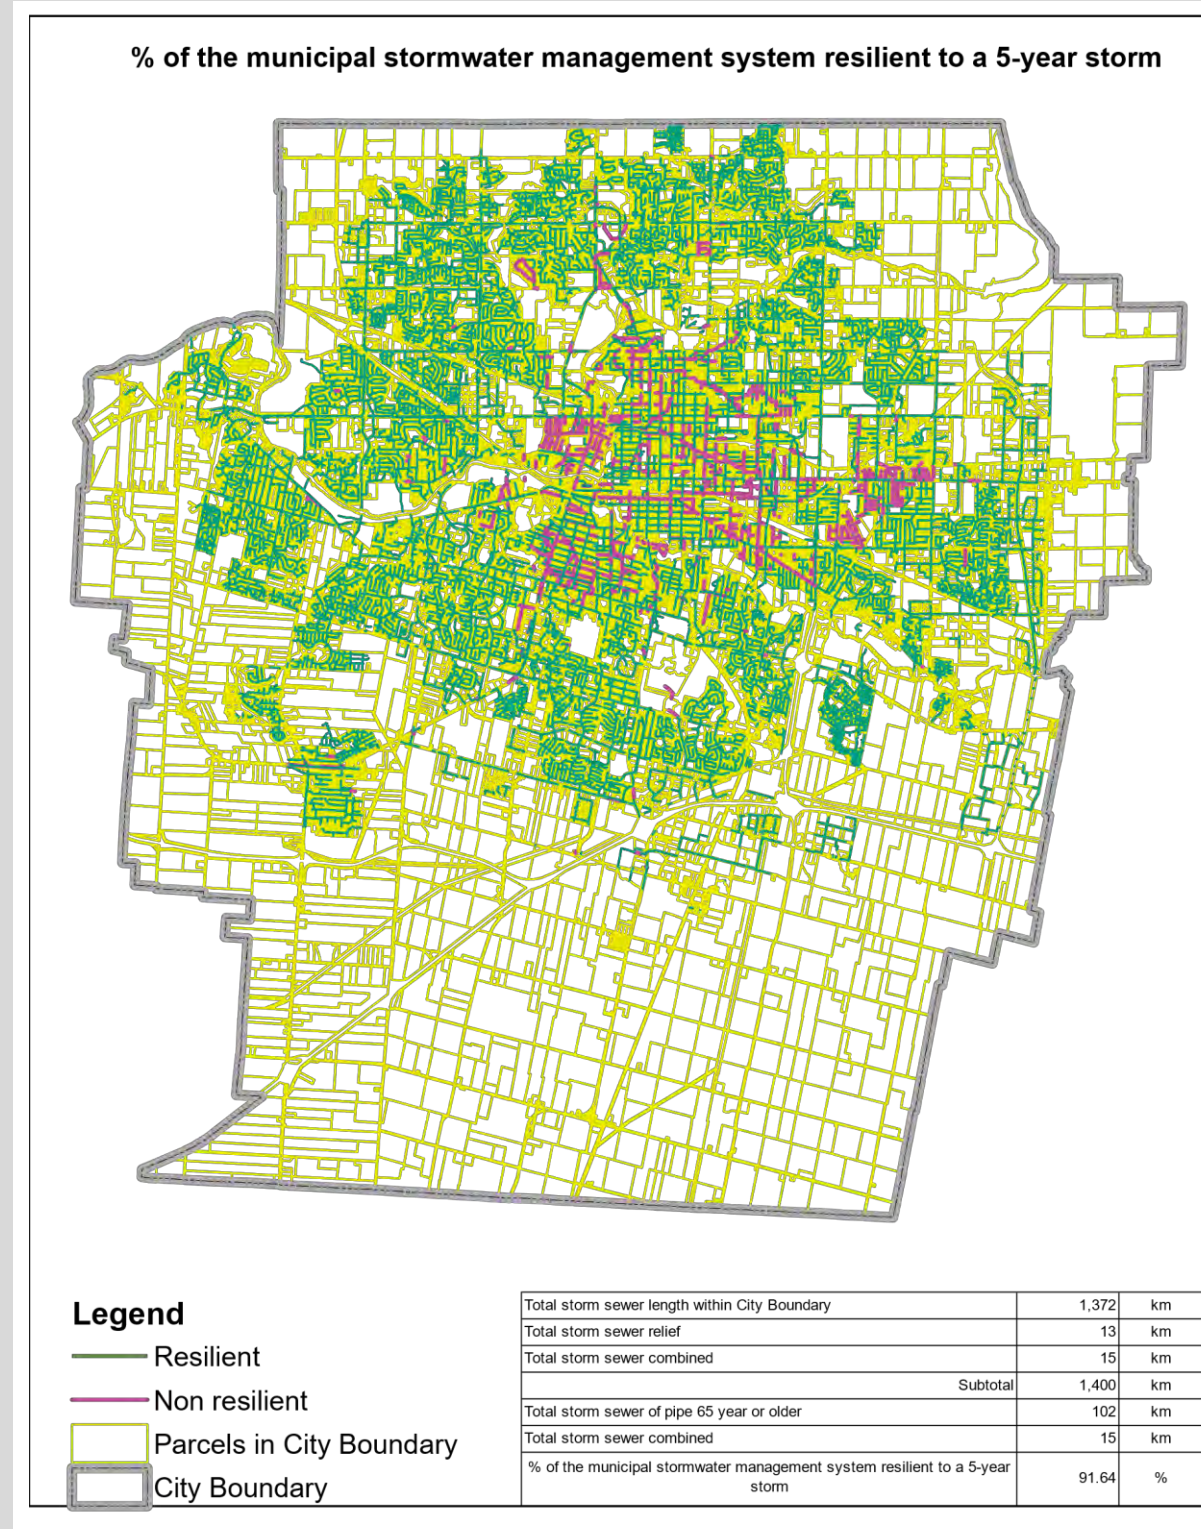 % of the municipal stormwater management system resilient to a 5-year storm
Legend
Resilient
Non resilient
Parcels in City Boundary
City Boundary
Total storm sewer length within City Boundary 1,372 km
Total storm sewer relief 13 km
Total storm sewer combined 15 km
Subtotal 1,400 km
Total storm sewer of pipe 65 year or older 102 km
Total storm sewer combined 15 km
% of the municipal stormwater management system resilient to a 5-year
storm 91.64 %